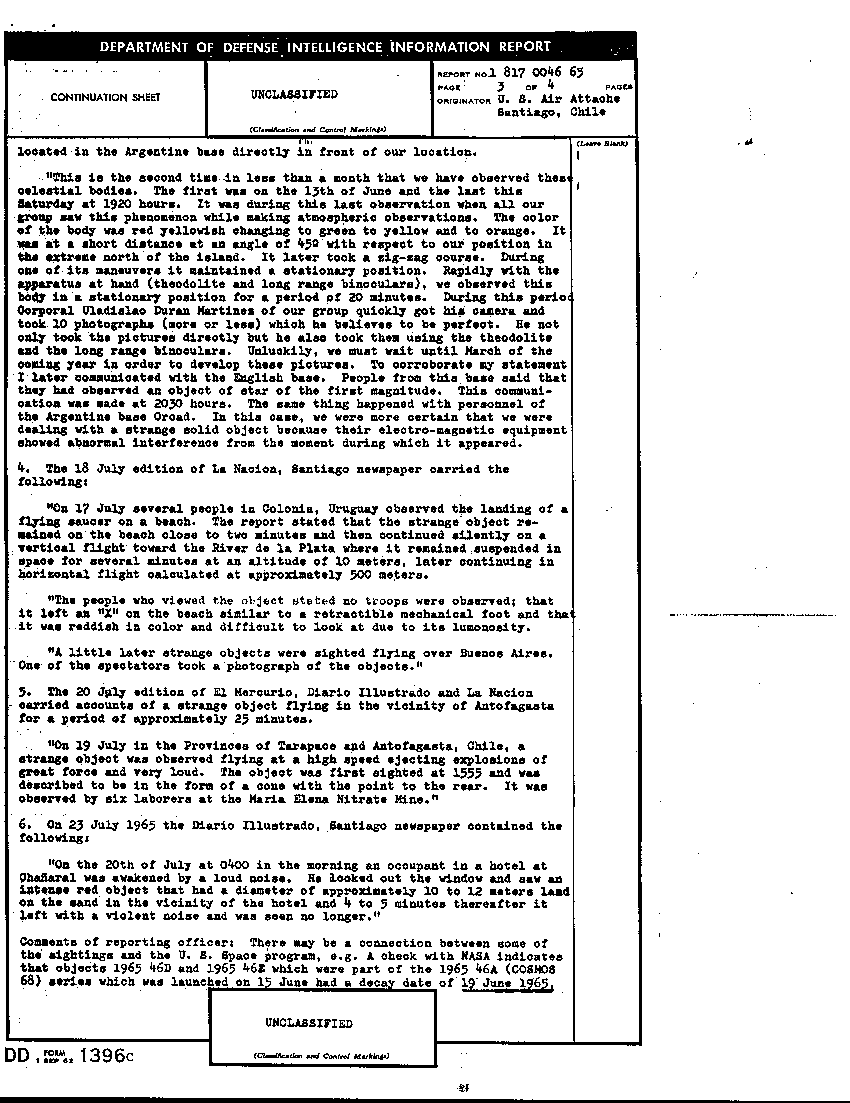 DEPARTMENT OF DEFENSE INTELLIGENCE INFORMATION REPORT
CONTINUATION SHEET
UNCLASSIFIED
(Classification and Control Markings)
REPORT NO. 1 817 0046 65
PAGE 3 OF 4 PAGES
ORIGINATOR U. S. Air Attache
Santiago, Chile
(Leave Blank)
located in the Argentine base directly in front of our location.
"This is the second time in less than a month that we have observed these
celestial bodies. The first was on the 13th of June and the last this
Saturday at 1920 hours. It was during this last observation when all our
group saw this phenomenon while making atmospheric observations. The color
of the body was red yellowish changing to green to yellow and to orange. It
was at a short distance at an angle of 45º with respect to our position in
the extreme north of the island. It later took a zig-zag course. During
one of its maneuvers it maintained a stationary position. Rapidly with the
apparatus at hand (theodolite and long range binoculars), we observed this
body in a stationary position for a period of 20 minutes. During this period
Corporal Uladislao Duran Martines of our group quickly got his camera and
took 10 photographs (more or less) which he believes to be perfect. He not
only took the pictures directly but he also took them using the theodolite
and the long range binoculars. Unluckily, we must wait until March of the
coming year in order to develop these pictures. To corroborate my statement
I later communicated with the English base. People from this base said that
they had observed an object of star of the first magnitude. This communi-
cation was made at 2030 hours. The same thing happened with personnel of
the Argentine base Orcad. In this case, we were more certain that we were
dealing with a strange solid object because their electro-magnetic equipment
showed abnormal interference from the moment during which it appeared.
4. The 18 July edition of La Nacion, Santiago newspaper carried the
following:
"On 17 July several people in Colonia, Uruguay observed the landing of a
flying saucer on a beach. The report stated that the strange object re-
mained on the beach close to two minutes and then continued silently on a
vertical flight toward the River de la Plata where it remained suspended in
space for several minutes at an altitude of 10 meters, later continuing in
horizontal flight calculated at approximately 500 meters.
"The people who viewed the object stated no troops were observed; that
it left an "X" on the beach similar to a retractible mechanical foot and that
it was reddish in color and difficult to look at due to its lumonosity.
"A little later strange objects were sighted flying over Buenos Aires.
One of the spectators took a photograph of the objects."
5. The 20 July edition of El Mercurio, Diario Illustrado and La Nacion
carried accounts of a strange object flying in the vicinity of Antofagasta
for a period of approximately 25 minutes.
"On 19 July in the Provinces of Tarapace and Antofagasta, Chile, a
strange object was observed flying at a high speed ejecting explosions of
great force and very loud. The object was first sighted at 1555 and was
described to be in the form of a cone with the point to the rear. It was
observed by six laborers at the Maria Elena Nitrate Mine."
6. On 23 July 1965 the Diario Illustrado, Santiago newspaper contained the
following:
"On the 20th of July at 0400 in the morning an occupant in a hotel at
Chañaral was awakened by a loud noise. He looked out the window and saw an
intense red object that had a diameter of approximately 10 to 12 meters land
on the sand in the vicinity of the hotel and 4 to 5 minutes thereafter it
left with a violent noise and was seen no longer."
Comments of reporting officer: There may be a connection between some of
the sightings and the U. S. Space program, e.g. A check with NASA indicates
that objects 1965 46D and 1965 46E which were part of the 1965 46A (COSMOS
68) series which was launched on 15 June had a decay date of 19 June 1965,
UNCLASSIFIED
(Classification and Control Markings)
DD FORM 1 SEP 62 1396c